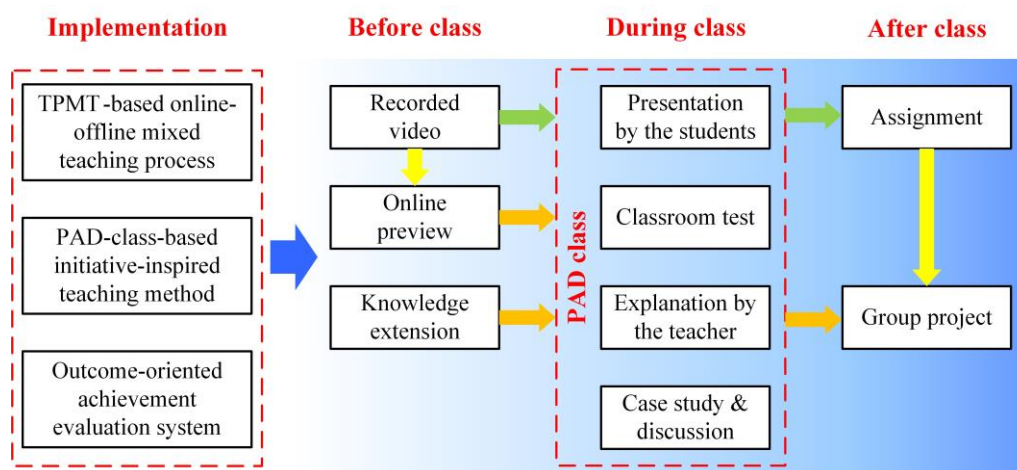 Implementation
Before class
During class
After class
TPMT-based online-
offline mixed
teaching process
PAD-class-based
initiative-inspired
teaching method
Outcome-oriented
achievement
evaluation system
Recorded
video
Online
preview
Knowledge
extension
PAD class
Presentation
by the students
Classroom test
Explanation by
the teacher
Case study &
discussion
Assignment
Group project